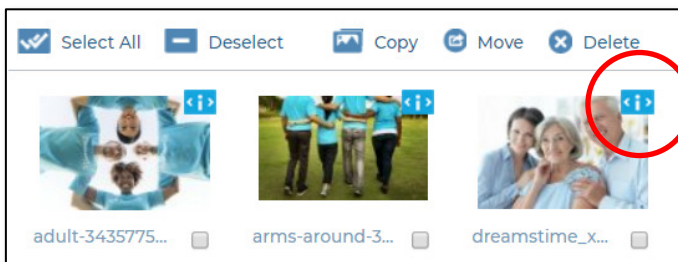 Select All Deselect Copy Move Delete
<i> <i> <i>
adult-3435775... arms-around-3... dreamstime_x...